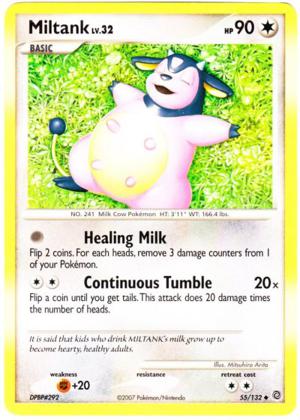 Miltank LV.32
HP 90
BASIC
NO. 241 Milk Cow Pokémon HT: 3'11" WT: 166.4 lbs.
Healing Milk
Flip 2 coins. For each heads, remove 3 damage counters from 1
of your Pokémon.
Continuous Tumble 20×
Flip a coin until you get tails. This attack does 20 damage times
the number of heads.
It is said that kids who drink MILTANK's milk grow up to
become hearty, healthy adults.
Illus. Mitsuhiro Arita
weakness resistance retreat cost
+20
DPBP#292 ©2007 Pokémon/Nintendo 55/132